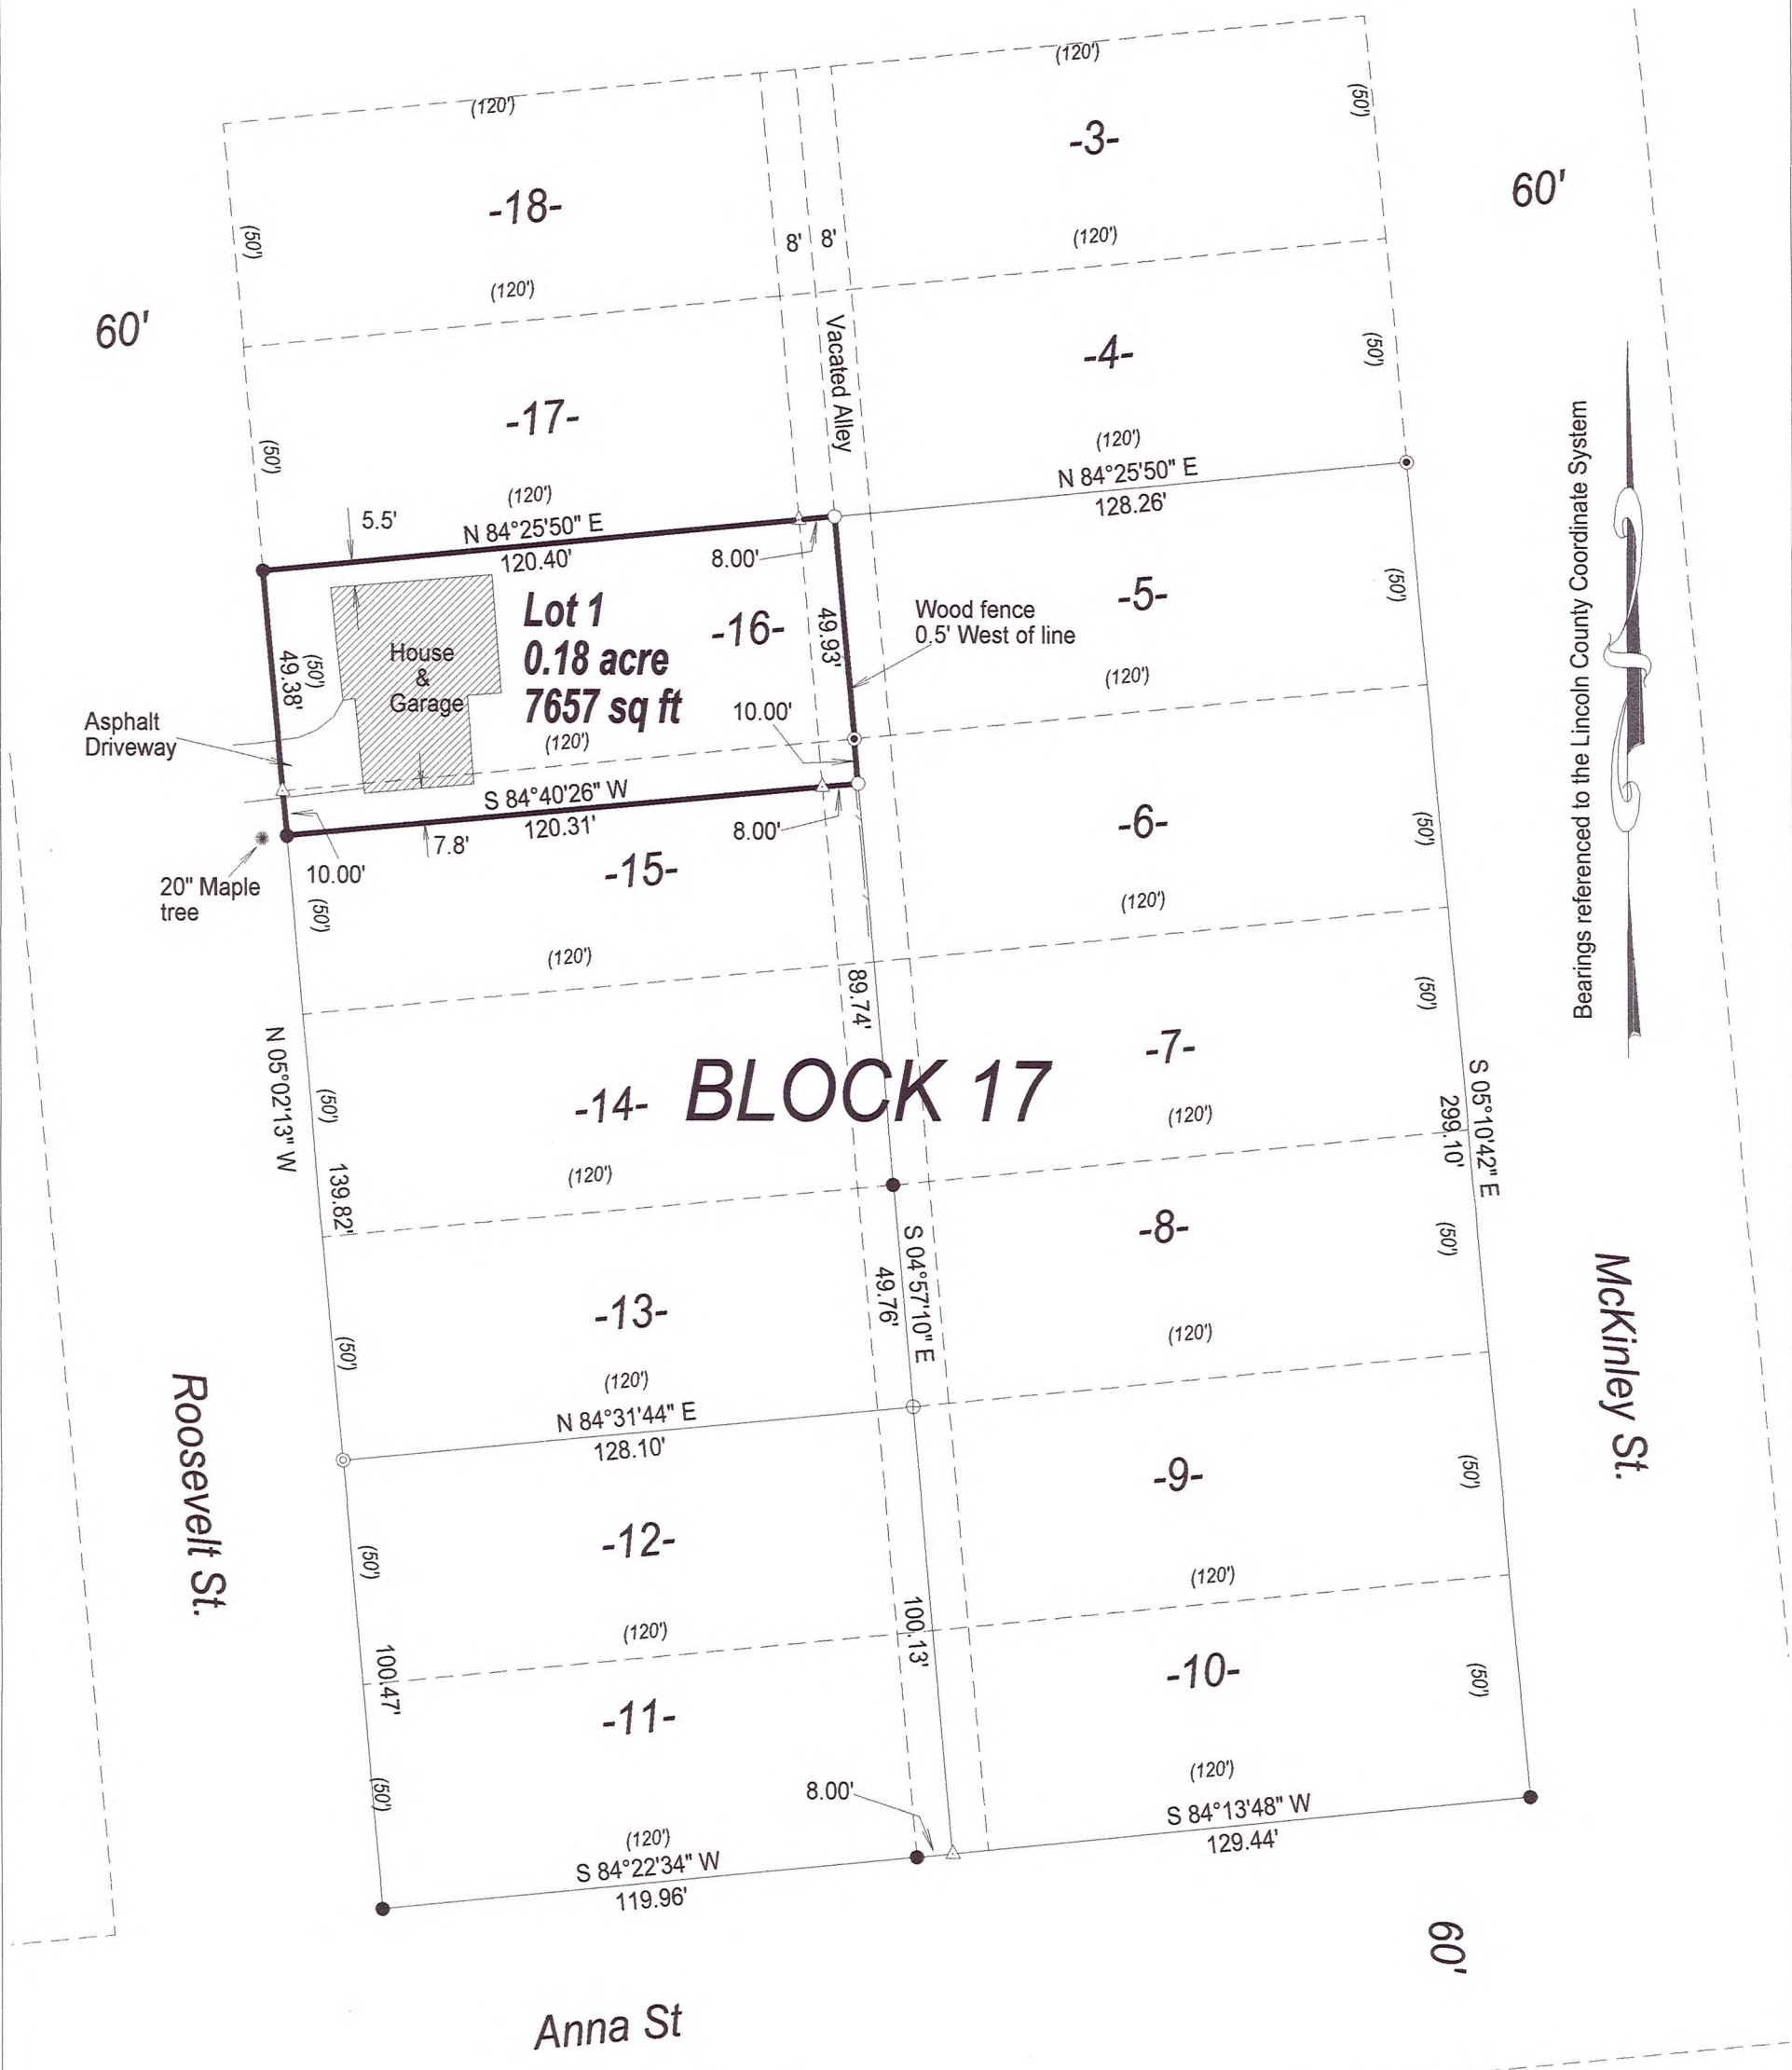 (120')
(120')
(50')
-3-
60'
-18-
(50')
8' 8'
(120')
(120')
60'
Vacated Alley
-4-
(50')
-17-
(50')
(120')
(120')
N 84°25'50" E
128.26'
5.5'
N 84°25'50" E
120.40'
8.00'
Bearings referenced to the Lincoln County Coordinate System
-5-
(50')
Lot 1
0.18 acre
7657 sq ft
-16-
49.93'
Wood fence
0.5' West of line
House
&
Garage
(50')
49.38'
(120')
10.00'
(120')
Asphalt
Driveway
S 84°40'26" W
120.31'
8.00'
7.8'
-6-
(50')
-15-
10.00'
20" Maple
tree
(50')
(120')
(120')
89.74'
(50')
N 05°02'13" W
BLOCK 17
-7-
S 05°10'42" E
299.10'
(50')
-14-
(120')
139.82'
(120')
-8-
(50')
S 04°57'10" E
49.76'
-13-
(50')
(120')
(120')
McKinley St.
N 84°31'44" E
128.10'
Roosevelt St.
-9-
(50')
-12-
(50')
(120')
100.13'
(120')
100.47'
-10-
(50')
-11-
(50')
8.00'
(120')
S 84°13'48" W
129.44'
(120')
S 84°22'34" W
119.96'
60'
Anna St